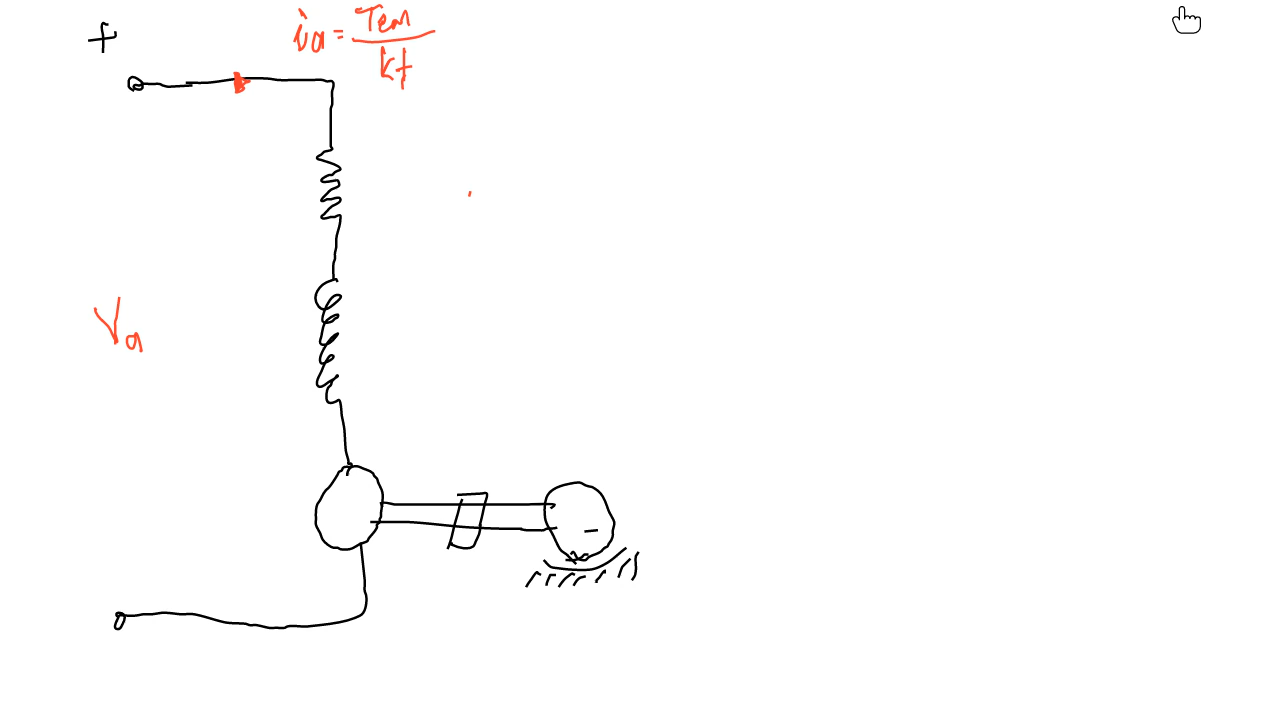 +
ia = Tem / kt
Va
-